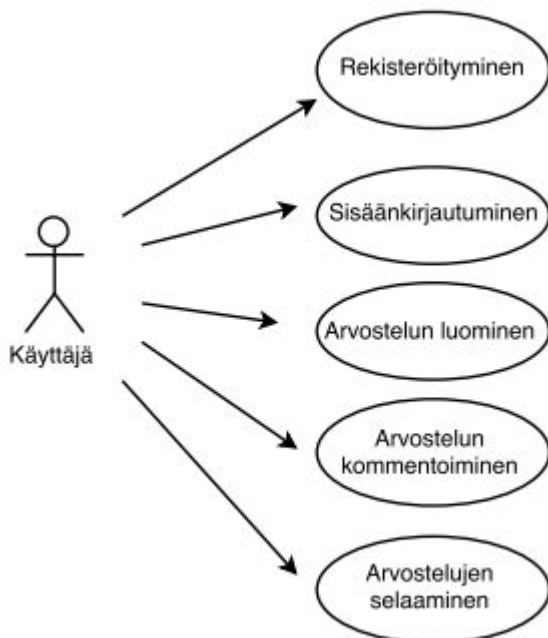 Rekisteröityminen
Sisäänkirjautuminen
Käyttäjä
Arvostelun luominen
Arvostelun
kommentoiminen
Arvostelujen
selaaminen